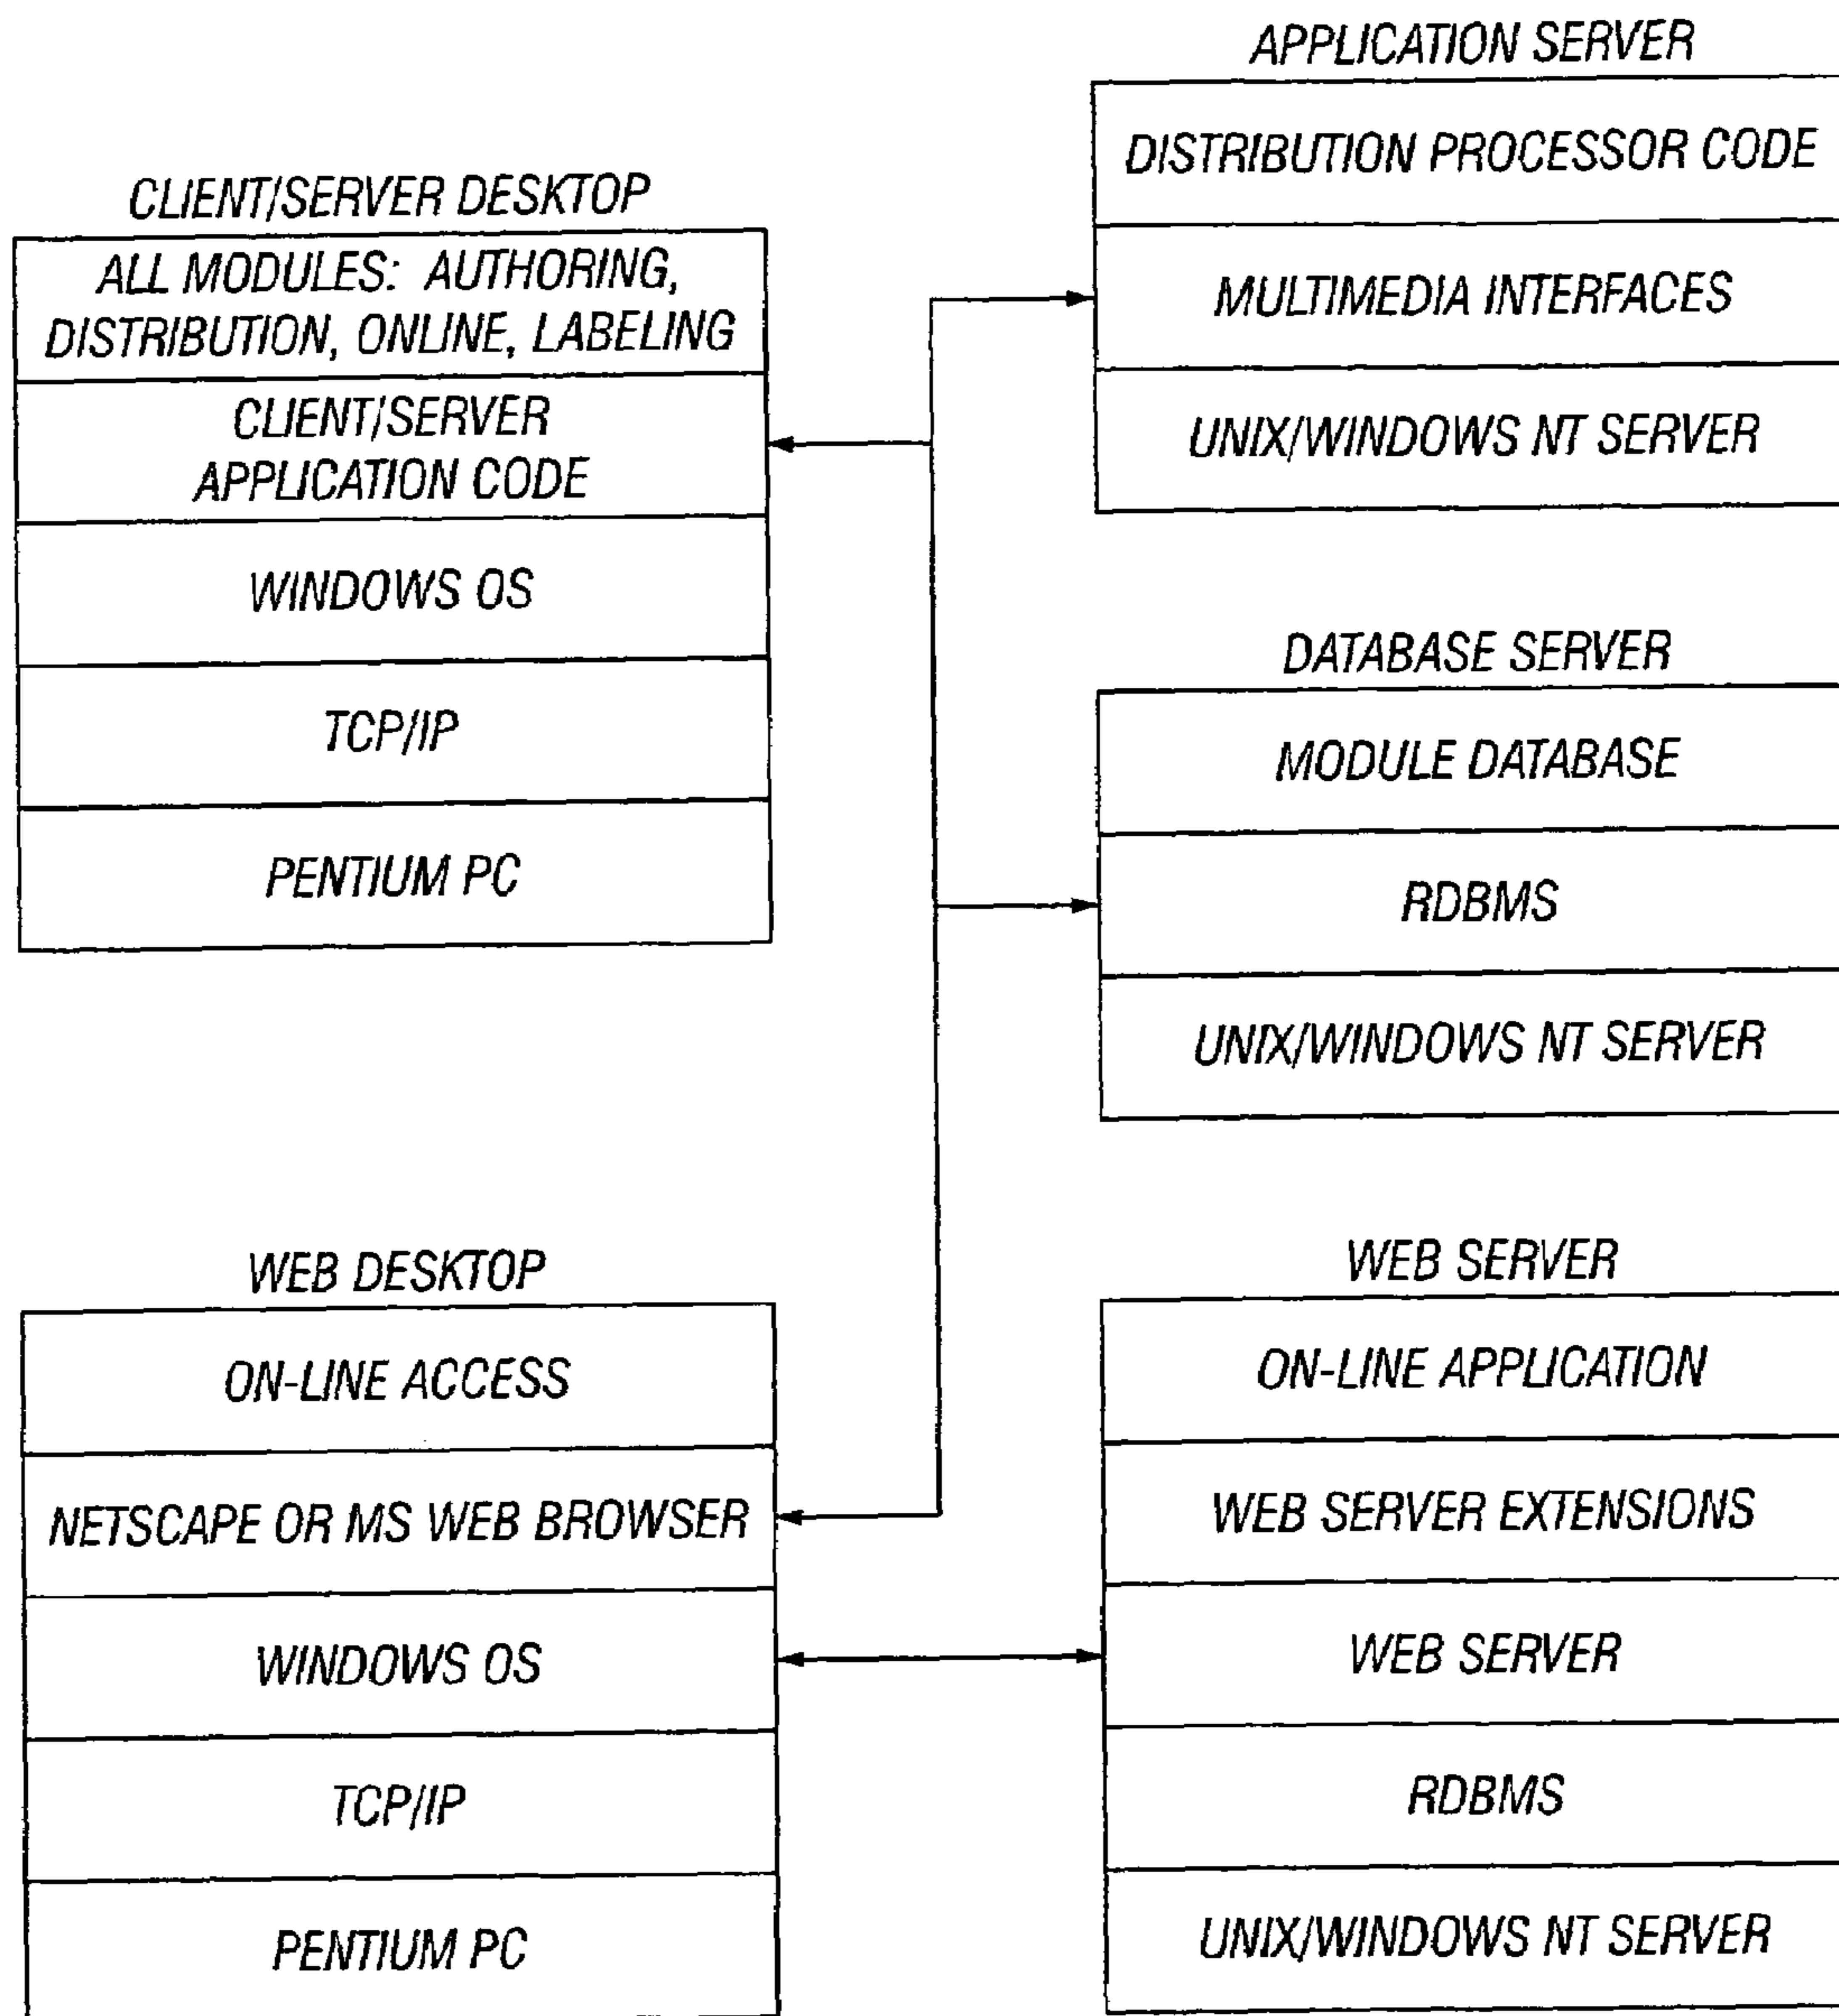 CLIENT/SERVER DESKTOP
ALL MODULES: AUTHORING,
DISTRIBUTION, ONLINE, LABELING
CLIENT/SERVER
APPLICATION CODE
WINDOWS OS
TCP/IP
PENTIUM PC
APPLICATION SERVER
DISTRIBUTION PROCESSOR CODE
MULTIMEDIA INTERFACES
UNIX/WINDOWS NT SERVER
DATABASE SERVER
MODULE DATABASE
RDBMS
UNIX/WINDOWS NT SERVER
WEB DESKTOP
ON-LINE ACCESS
NETSCAPE OR MS WEB BROWSER
WINDOWS OS
TCP/IP
PENTIUM PC
WEB SERVER
ON-LINE APPLICATION
WEB SERVER EXTENSIONS
WEB SERVER
RDBMS
UNIX/WINDOWS NT SERVER